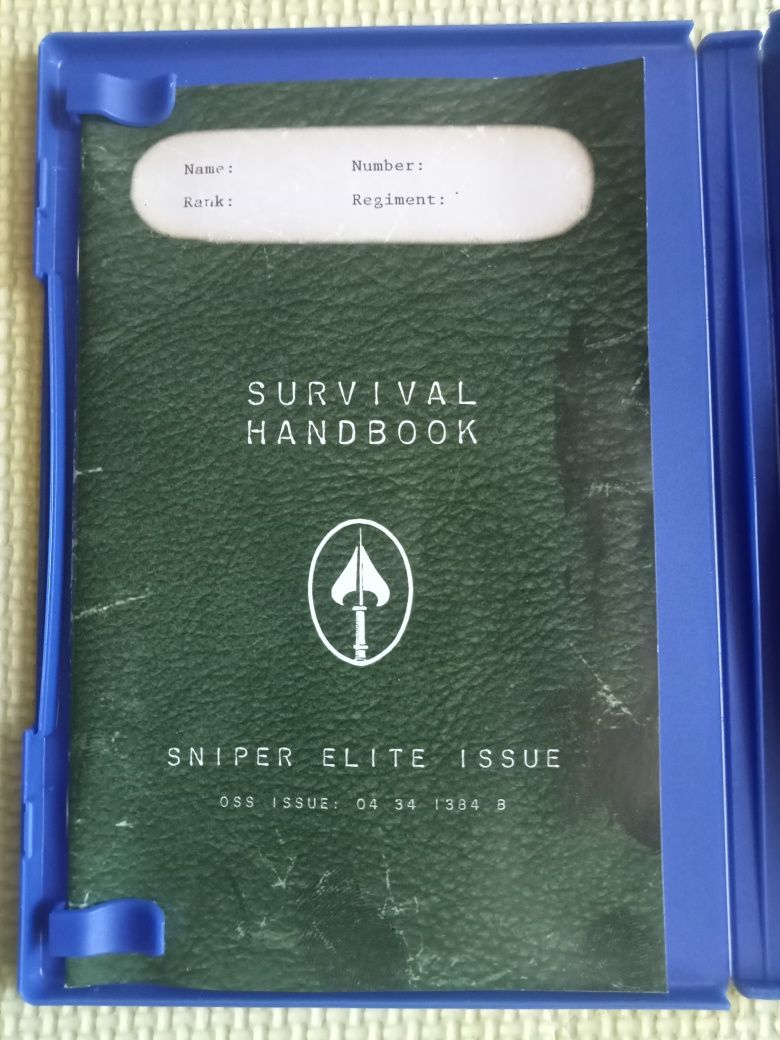 Name: Number:
Rank: Regiment:
SURVIVAL
HANDBOOK
SNIPER ELITE ISSUE
OSS ISSUE: 04 34 1384 B